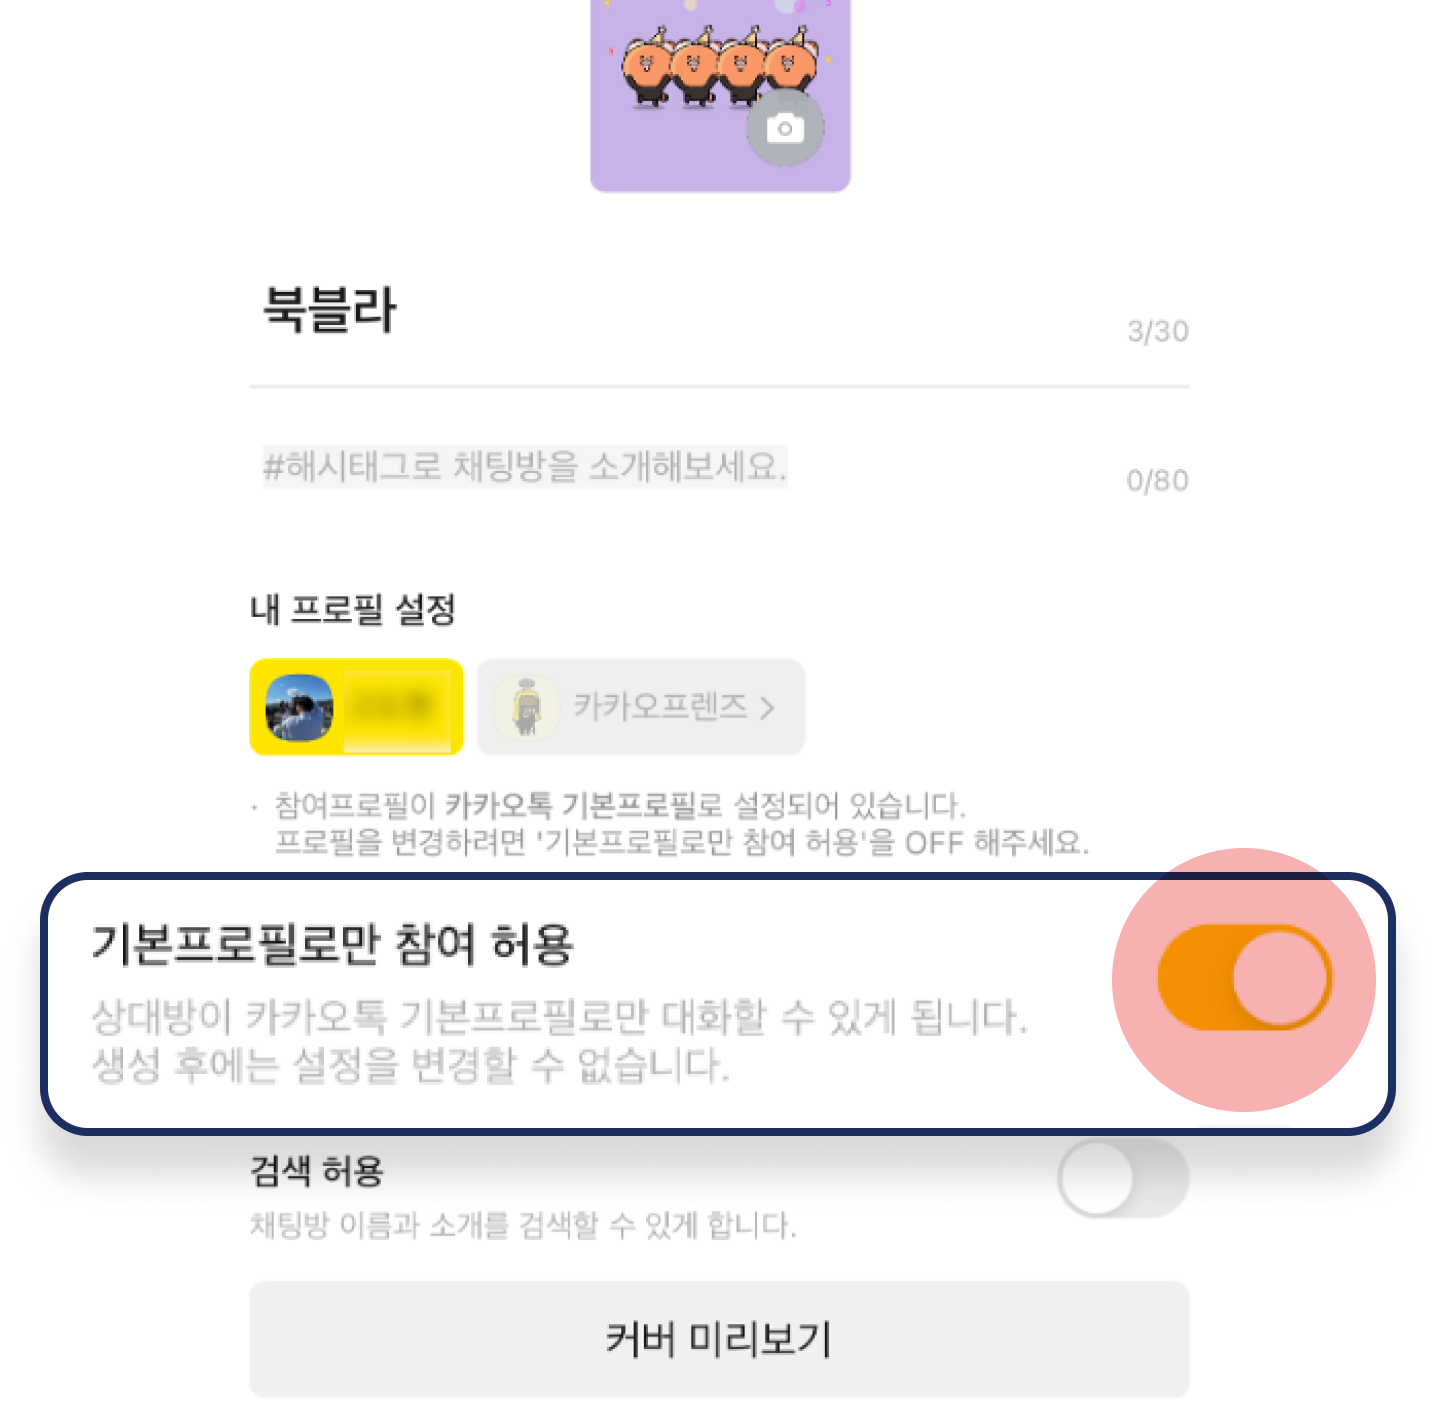 북블라
3/30
#해시태그로 채팅방을 소개해보세요.
0/80
내 프로필 설정
카카오프렌즈 >
· 참여프로필이 카카오톡 기본프로필로 설정되어 있습니다.
프로필을 변경하려면 '기본프로필로만 참여 허용'을 OFF 해주세요.
기본프로필로만 참여 허용
상대방이 카카오톡 기본프로필로만 대화할 수 있게 됩니다.
생성 후에는 설정을 변경할 수 없습니다.
검색 허용
채팅방 이름과 소개를 검색할 수 있게 합니다.
커버 미리보기